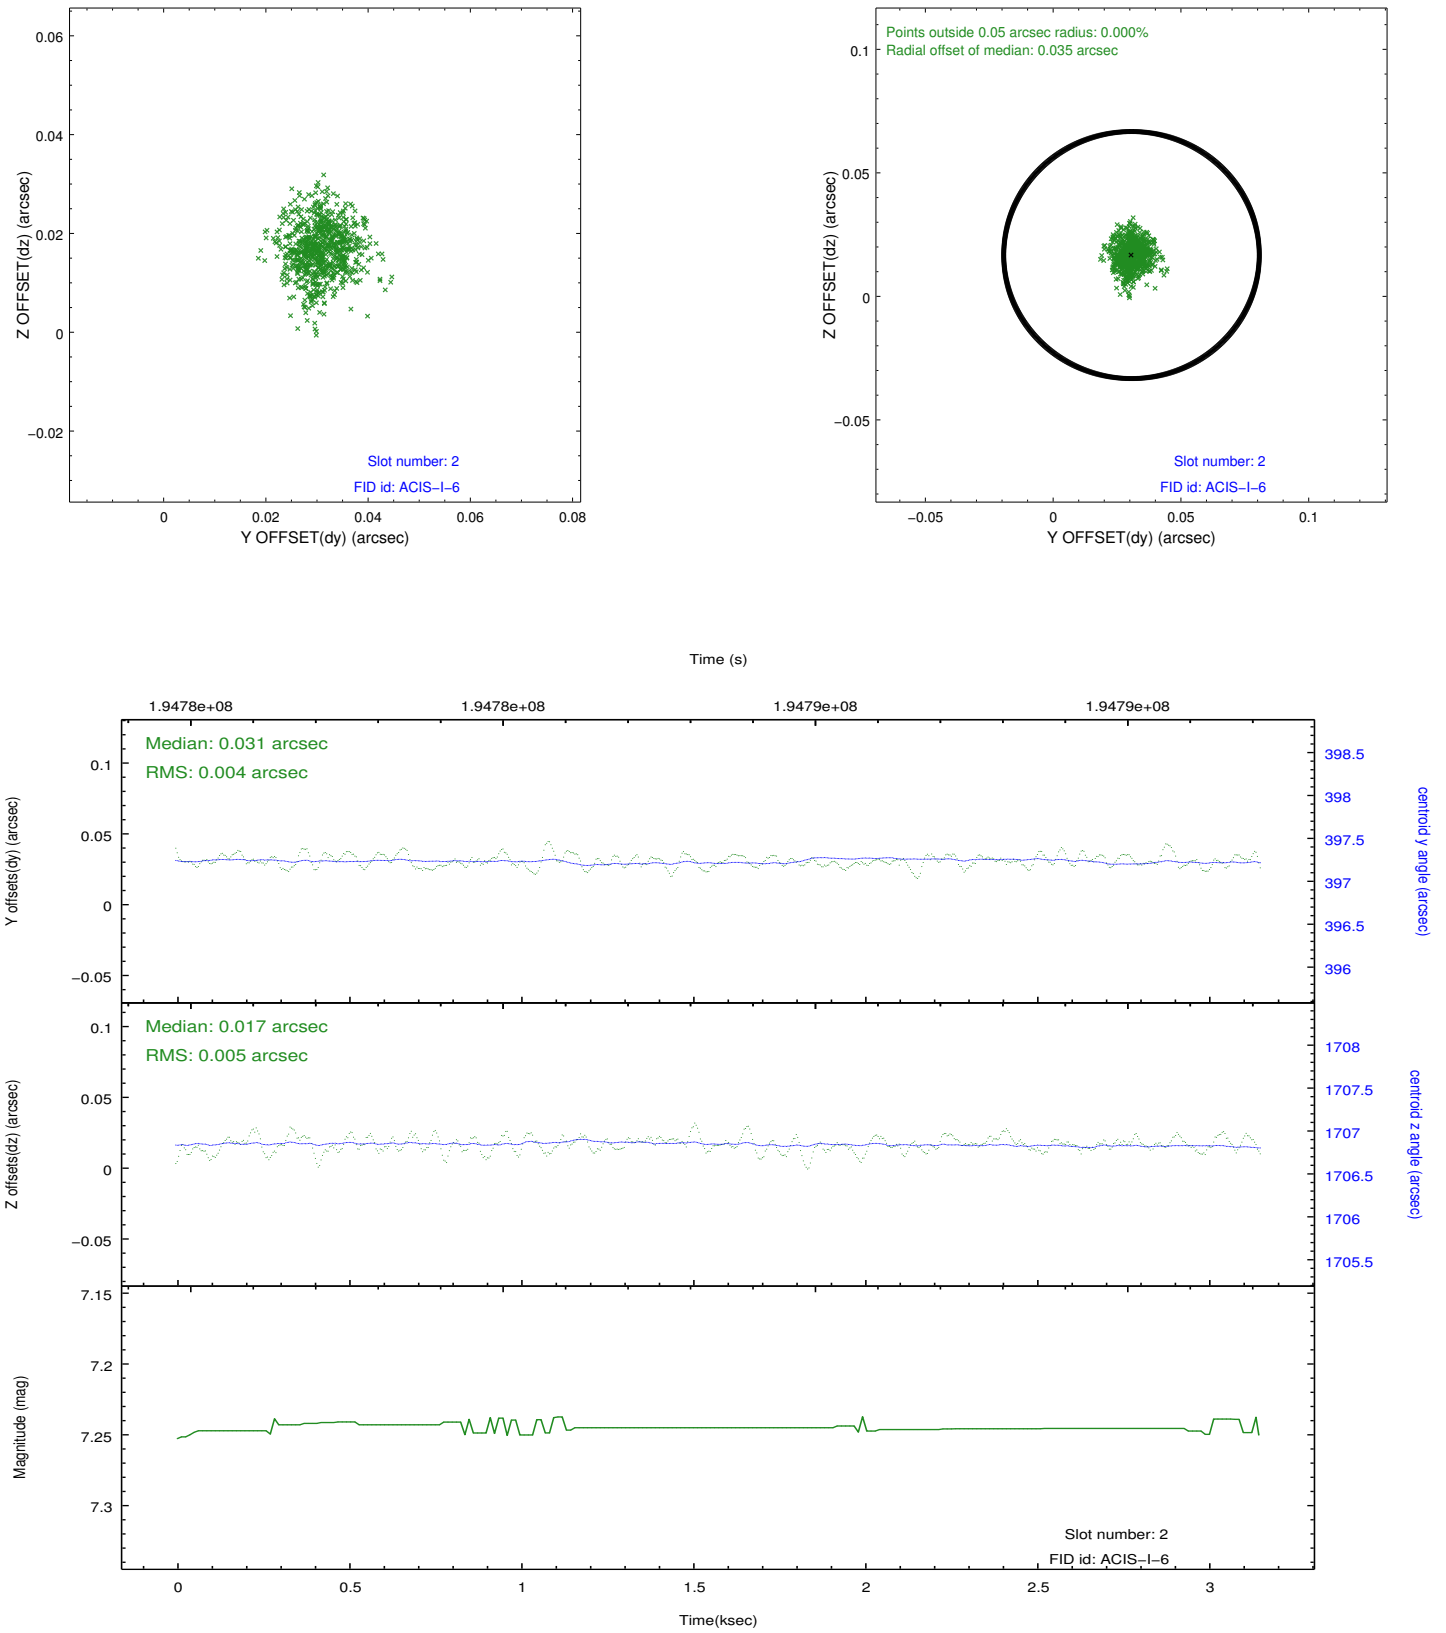 0.06
0.04
0.02
0
−0.02
Z OFFSET(dz) (arcsec)
Slot number: 2
FID id: ACIS−I−6
0
0.02
0.04
0.06
0.08
Y OFFSET(dy) (arcsec)
Points outside 0.05 arcsec radius: 0.000%
Radial offset of median: 0.035 arcsec
0.1
0.05
0
−0.05
Z OFFSET(dz) (arcsec)
Slot number: 2
FID id: ACIS−I−6
−0.05
0
0.05
0.1
Y OFFSET(dy) (arcsec)
Time (s)
1.9478e+08
1.9478e+08
1.9479e+08
1.9479e+08
Median: 0.031 arcsec
RMS: 0.004 arcsec
0.1
0.05
0
−0.05
Y offsets(dy) (arcsec)
398.5
398
397.5
397
396.5
396
centroid y angle (arcsec)
Median: 0.017 arcsec
RMS: 0.005 arcsec
0.1
0.05
0
−0.05
Z offsets(dz) (arcsec)
1708
1707.5
1707
1706.5
1706
1705.5
centroid z angle (arcsec)
7.15
7.2
7.25
7.3
Magnitude (mag)
Slot number: 2
FID id: ACIS−I−6
0
0.5
1
1.5
2
2.5
3
Time(ksec)